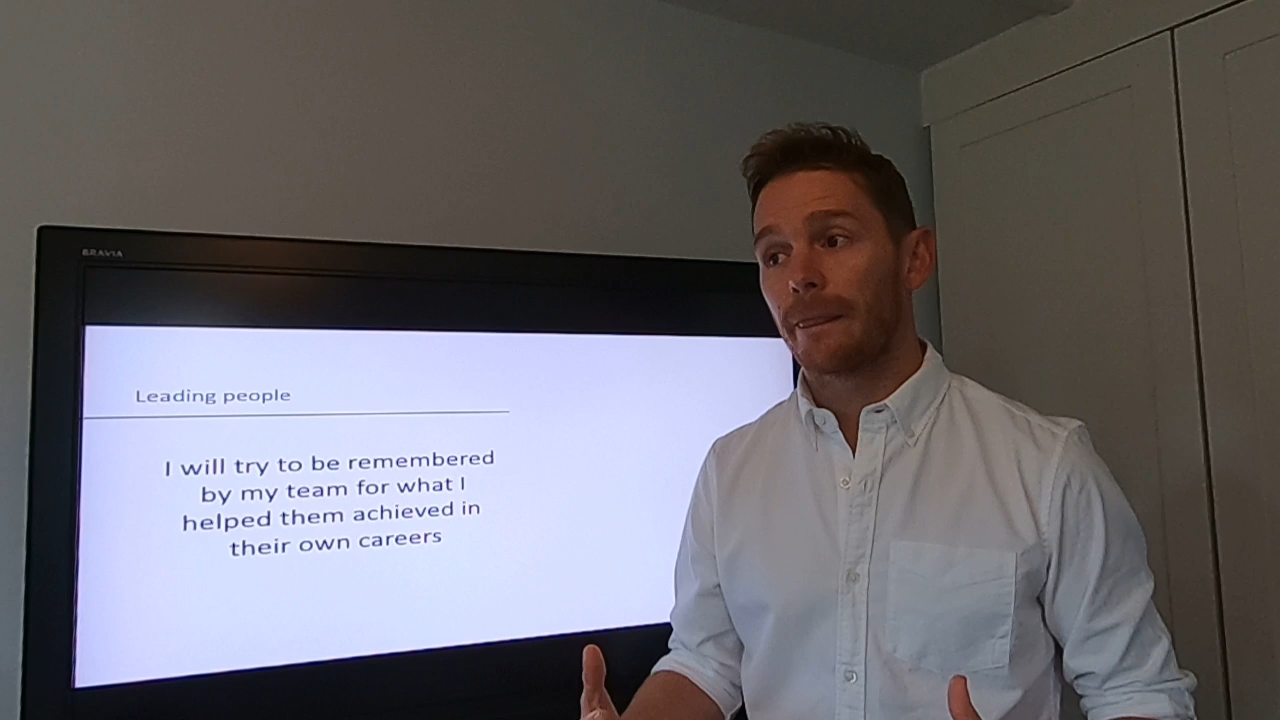 BRAVIA
Leading people
I will try to be remembered
by my team for what I
helped them achieved in
their own careers